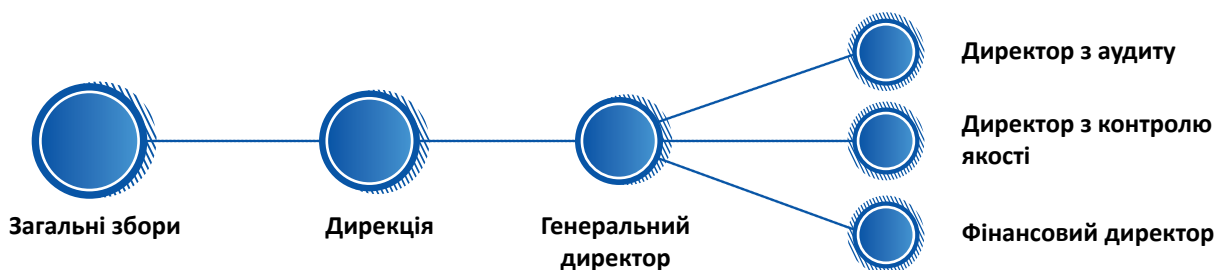 Загальні збори
Дирекція
Генеральний
директор
Директор з аудиту
Директор з контролю
якості
Фінансовий директор